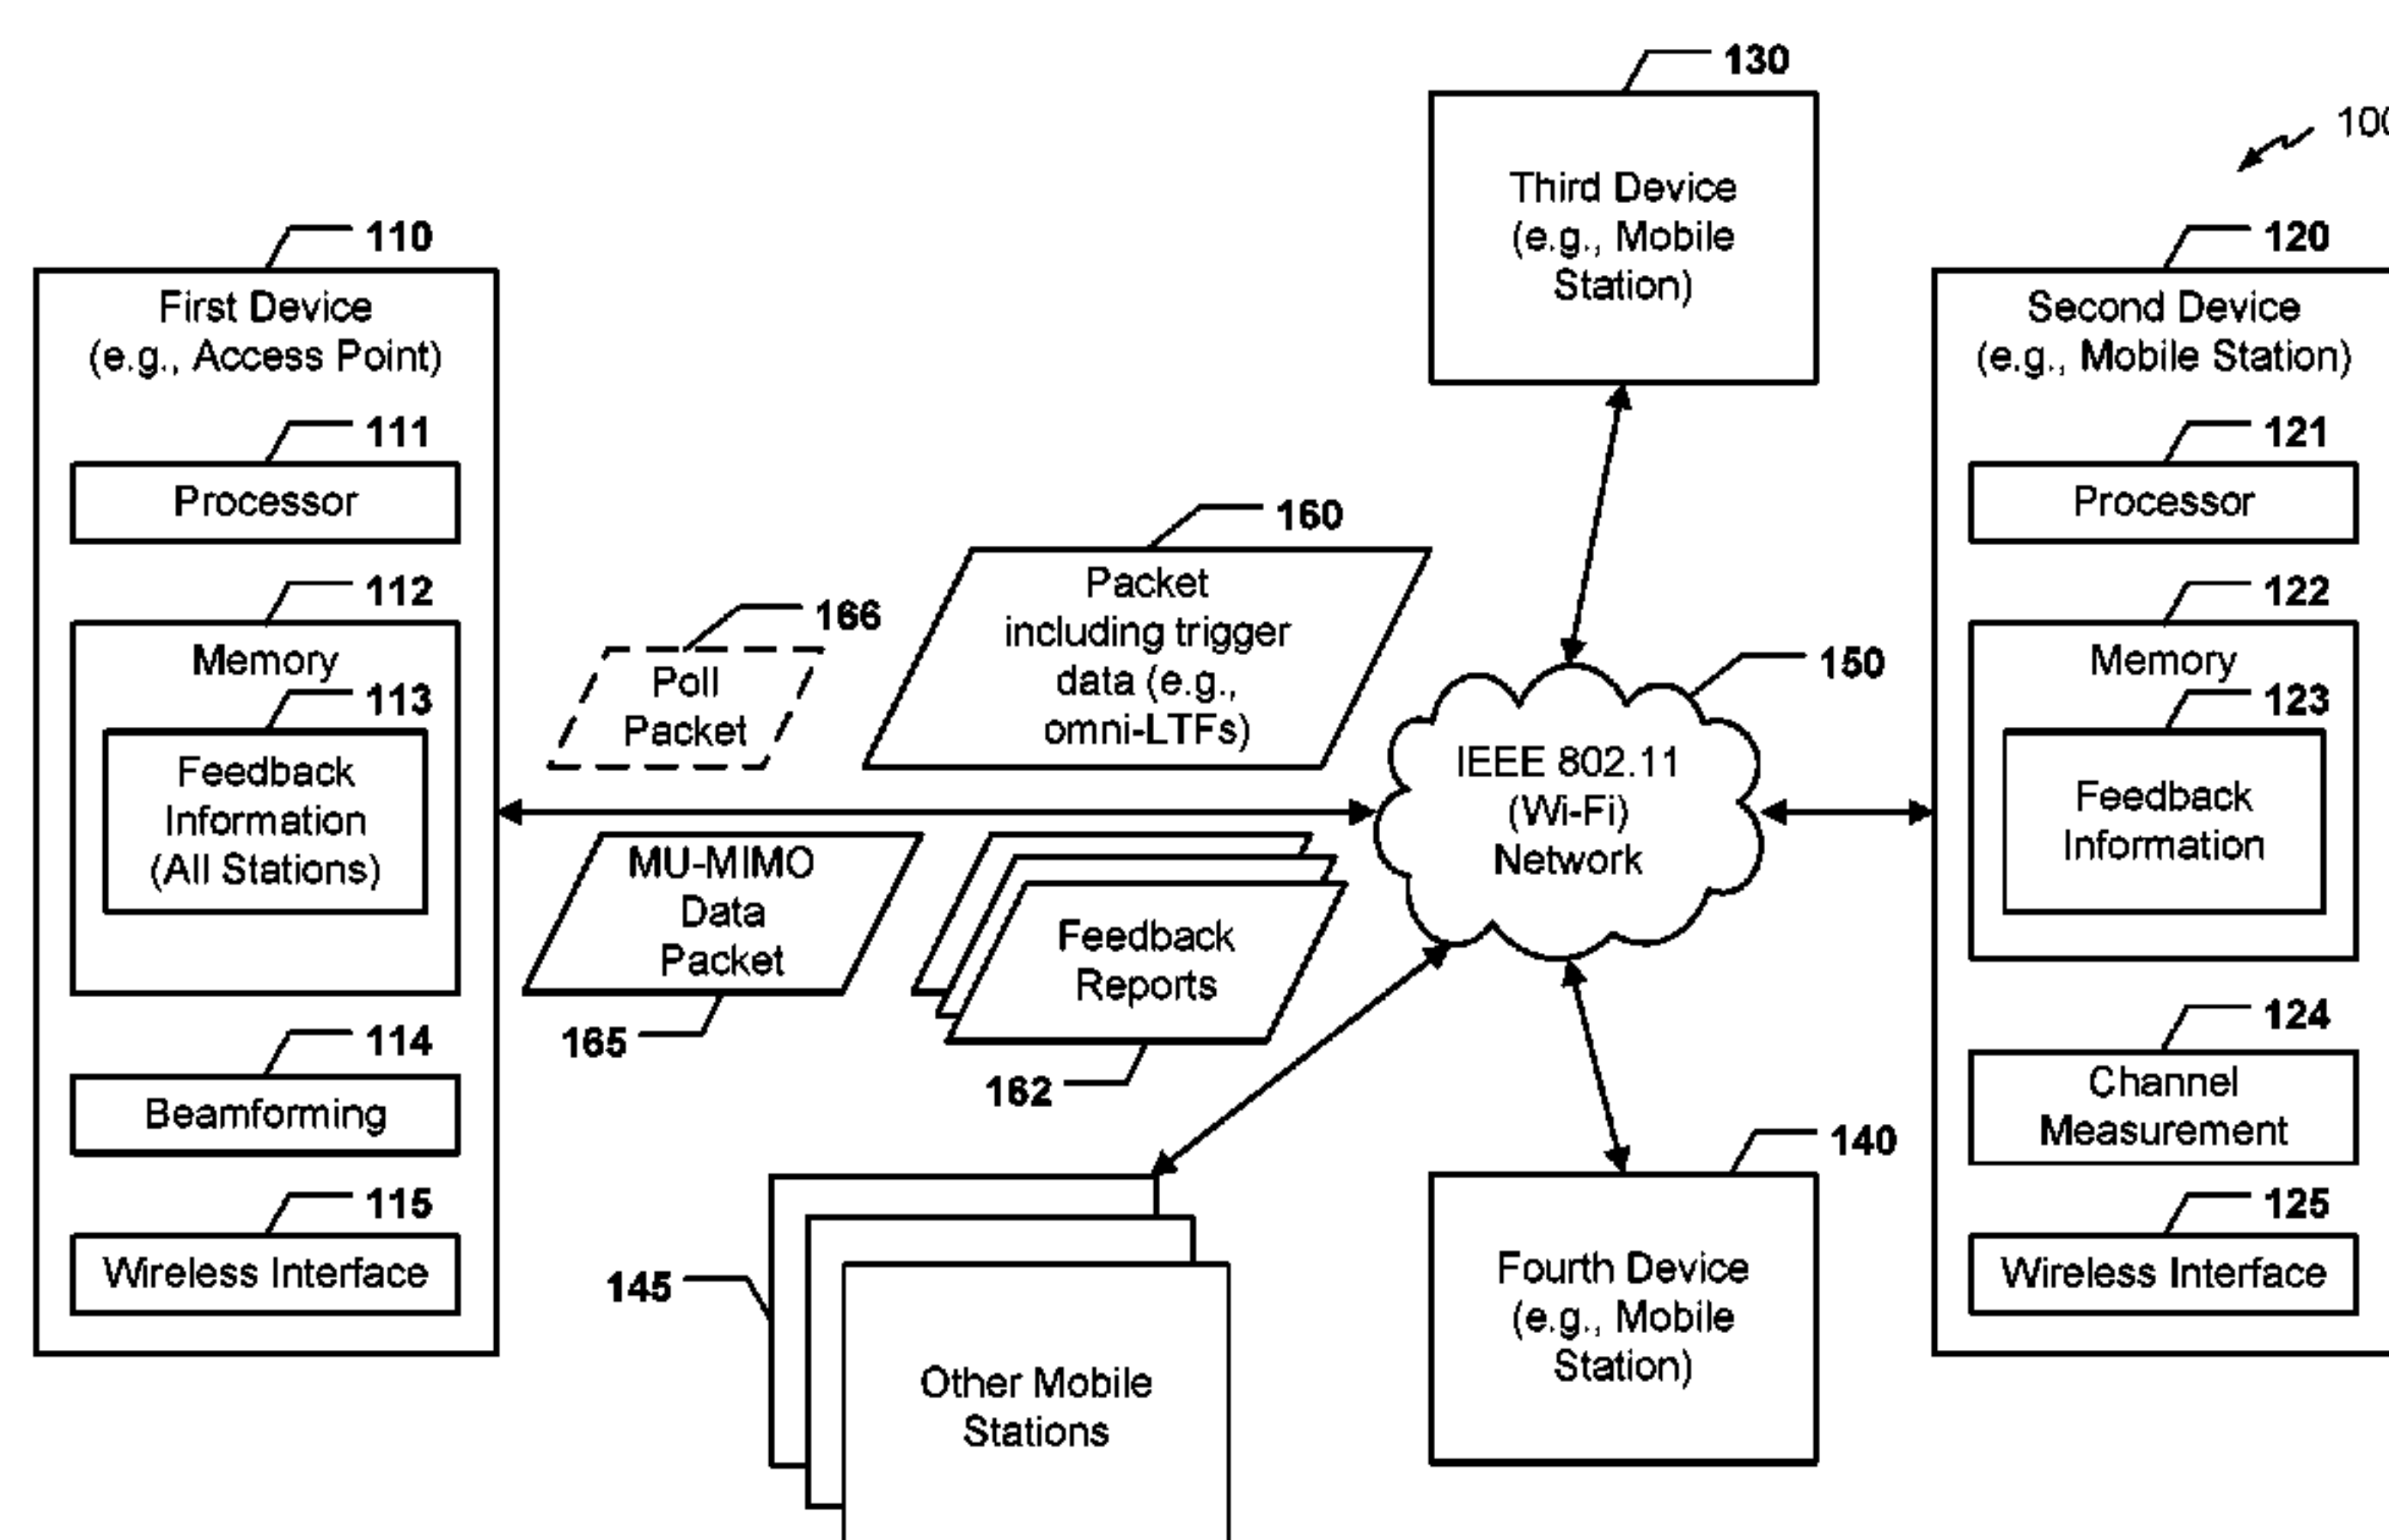 130
100
Third Device
(e.g., Mobile
Station)
110
First Device
(e.g., Access Point)
111
Processor
112
Memory
113
Feedback
Information
(All Stations)
114
Beamforming
115
Wireless Interface
166
Poll
Packet
160
Packet
including trigger
data (e.g.,
omni-LTFs)
MU-MIMO
Data
Packet
165
Feedback
Reports
162
150
IEEE 802.11
(Wi-Fi)
Network
145
Other Mobile
Stations
140
Fourth Device
(e.g., Mobile
Station)
120
Second Device
(e.g., Mobile Station)
121
Processor
122
Memory
123
Feedback
Information
124
Channel
Measurement
125
Wireless Interface